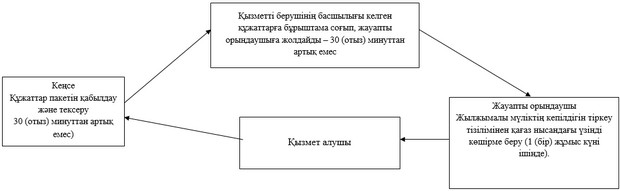 Қызметті берушінің басшылығы келген
құжаттарға бұрыштама соғып, жауапты
орындаушыға жолдайды – 30 (отыз) минуттан
артық емес
Кеңсе
Құжаттар пакетін қабылдау
және тексеру
30 (отыз) минуттан артық
емес)
Қызмет алушы
Жауапты орындаушы
Жылжымалы мүліктің кепілдігін тіркеу
тізілімінен қағаз нысандағы үзінді
көшірме беру (1 (бір) жұмыс күні
ішінде).